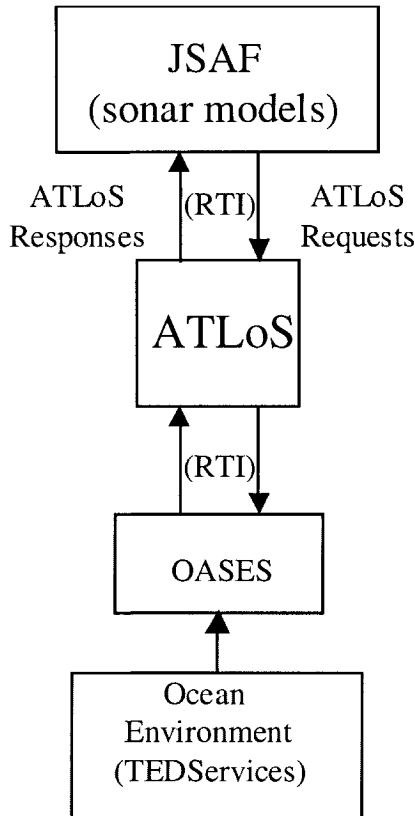 JSAF
(sonar models)
ATLoS
Responses
(RTI)
ATLoS
Requests
ATLoS
(RTI)
OASES
Ocean
Environment
(TEDServices)